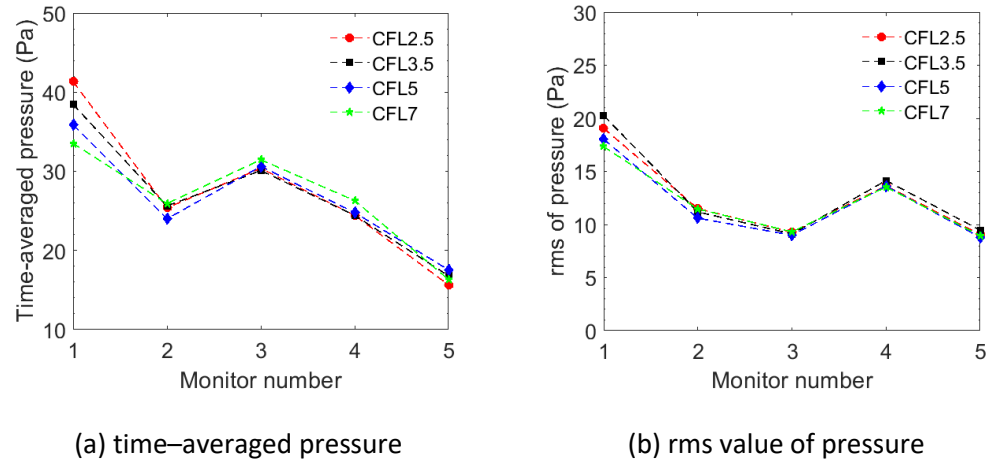 50
40
30
20
10
Time-averaged pressure (Pa)
CFL2.5
CFL3.5
CFL5
CFL7
1 2 3 4 5
Monitor number
(a) time–averaged pressure
30
25
20
15
10
5
0
rms of pressure (Pa)
CFL2.5
CFL3.5
CFL5
CFL7
1 2 3 4 5
Monitor number
(b) rms value of pressure